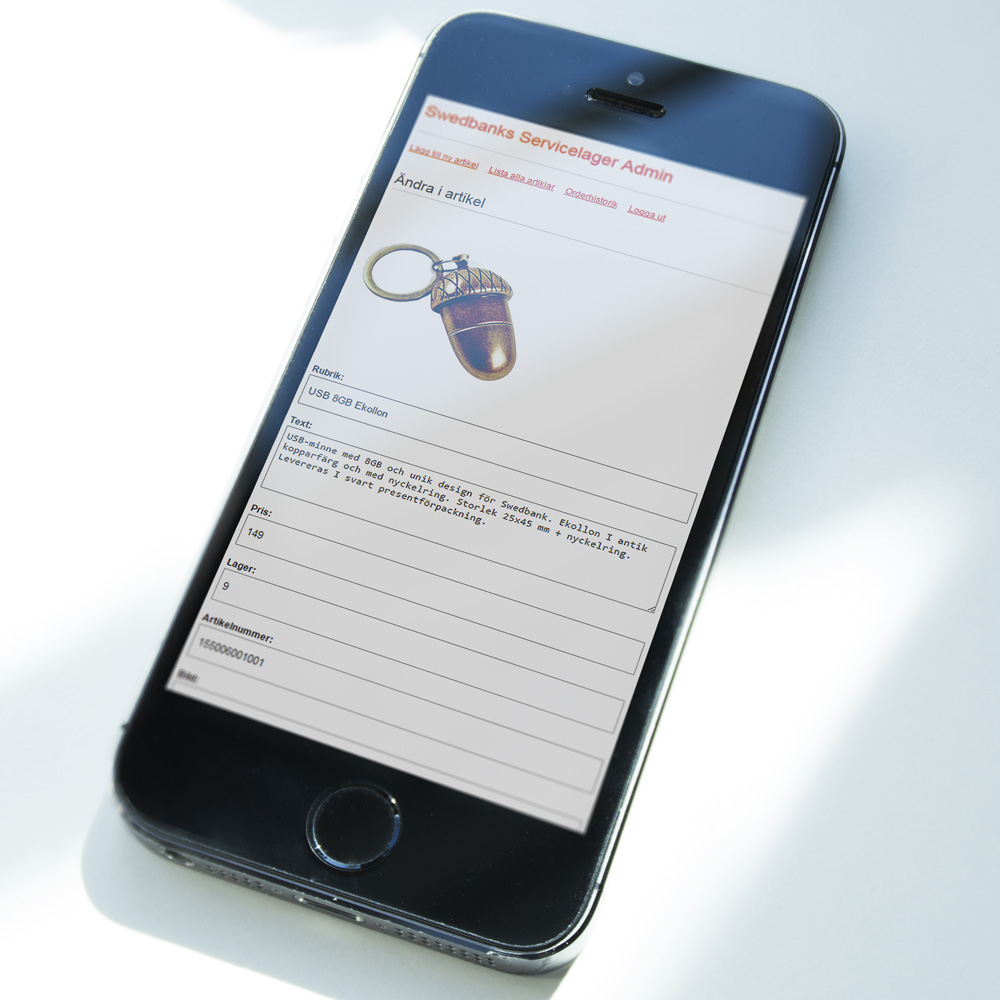 Swedbanks Servicelager Admin
Lägg till ny artikel Lista alla artiklar Orderhistorik Logga ut
Ändra i artikel
Rubrik:
USB 8GB Ekollon
Text:
USB-minne med 8GB och unik design för Swedbank. Ekollon I antik
kopparfärg och med nyckelring. Storlek 25x45 mm + nyckelring.
Levereras I svart presentförpackning.
Pris:
149
Lager:
9
Artikelnummer:
155006001001
Bild: